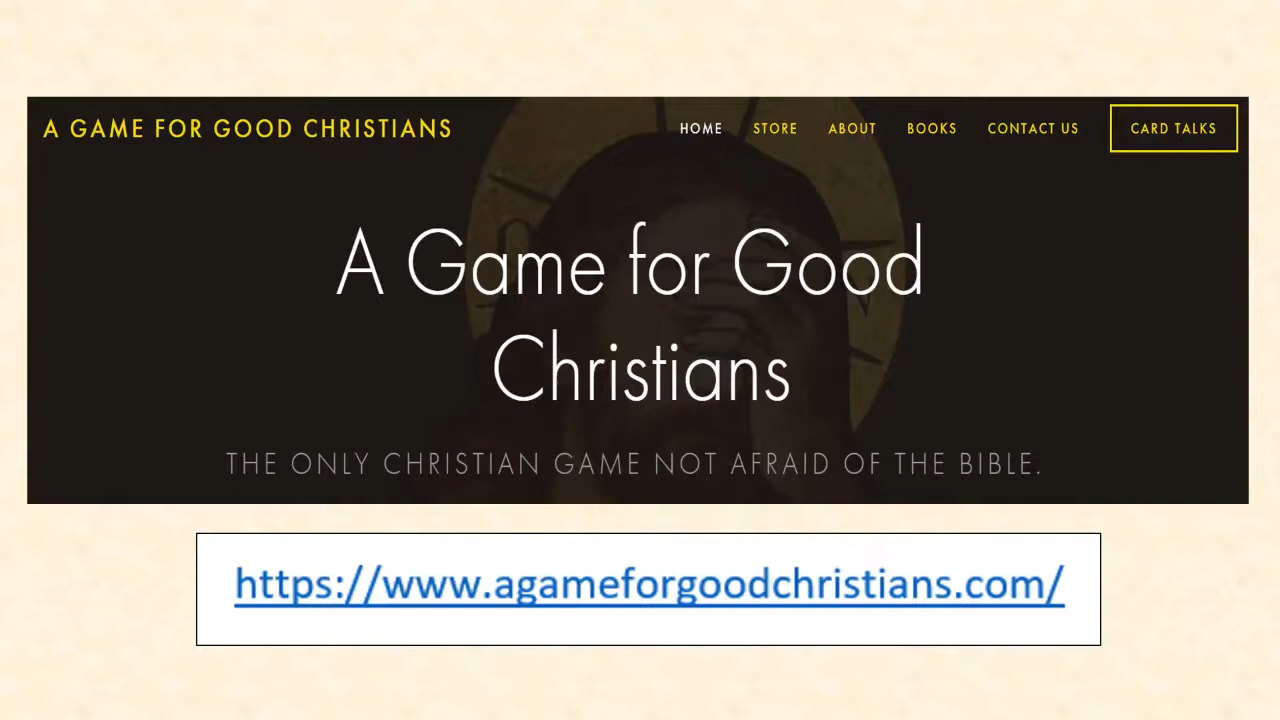 A GAME FOR GOOD CHRISTIANS
HOME STORE ABOUT BOOKS CONTACT US CARD TALKS
A Game for Good
Christians
THE ONLY CHRISTIAN GAME NOT AFRAID OF THE BIBLE.
https://www.agameforgoodchristians.com/